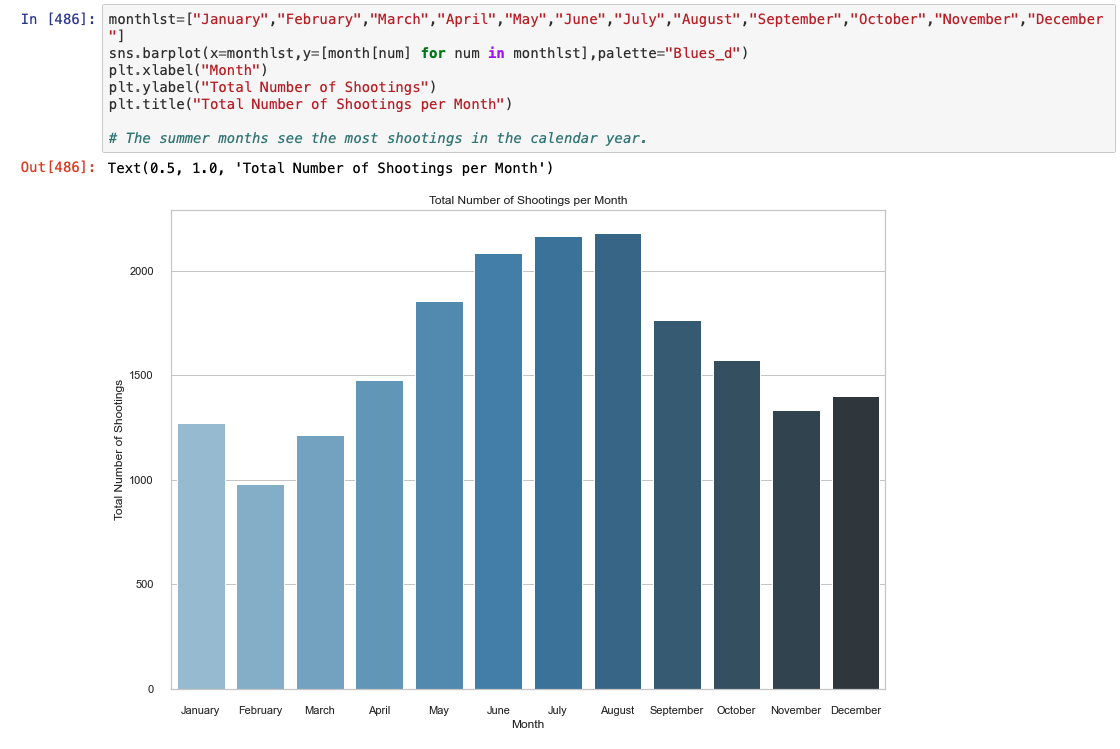 In [486]: monthlst=["January","February","March","April","May","June","July","August","September","October","November","December
"]
sns.barplot(x=monthlst,y=[month[num] for num in monthlst],palette="Blues_d")
plt.xlabel("Month")
plt.ylabel("Total Number of Shootings")
plt.title("Total Number of Shootings per Month")
# The summer months see the most shootings in the calendar year.
Out[486]: Text(0.5, 1.0, 'Total Number of Shootings per Month')
Total Number of Shootings per Month
Total Number of Shootings
2000
1500
1000
500
0
January February March April May June July August September October November December
Month